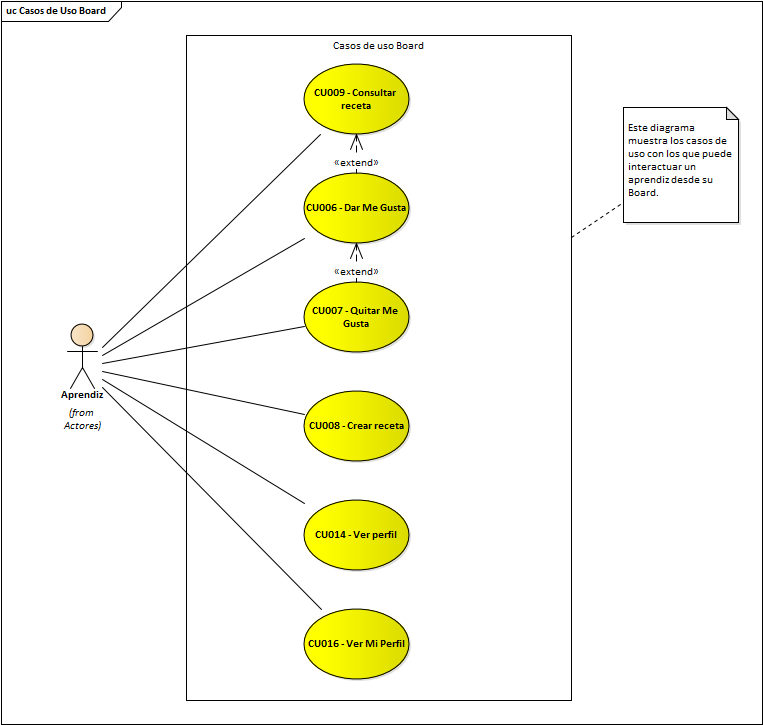 uc Casos de Uso Board
Casos de uso Board
CU009 - Consultar
receta
«extend»
CU006 - Dar Me Gusta
«extend»
CU007 - Quitar Me
Gusta
CU008 - Crear receta
CU014 - Ver perfil
CU016 - Ver Mi Perfil
Aprendiz
(from
Actores)
Este diagrama
muestra los casos de
uso con los que puede
interactuar un
aprendiz desde su
Board.